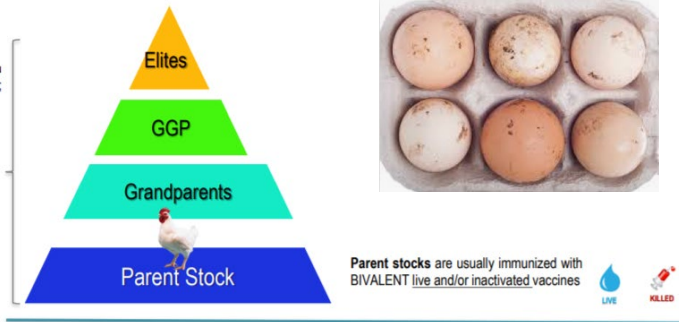 Elites
GGP
Grandparents
Parent Stock
Parent stocks are usually immunized with
BIVALENT live and/or inactivated vaccines
LIVE
KILLED